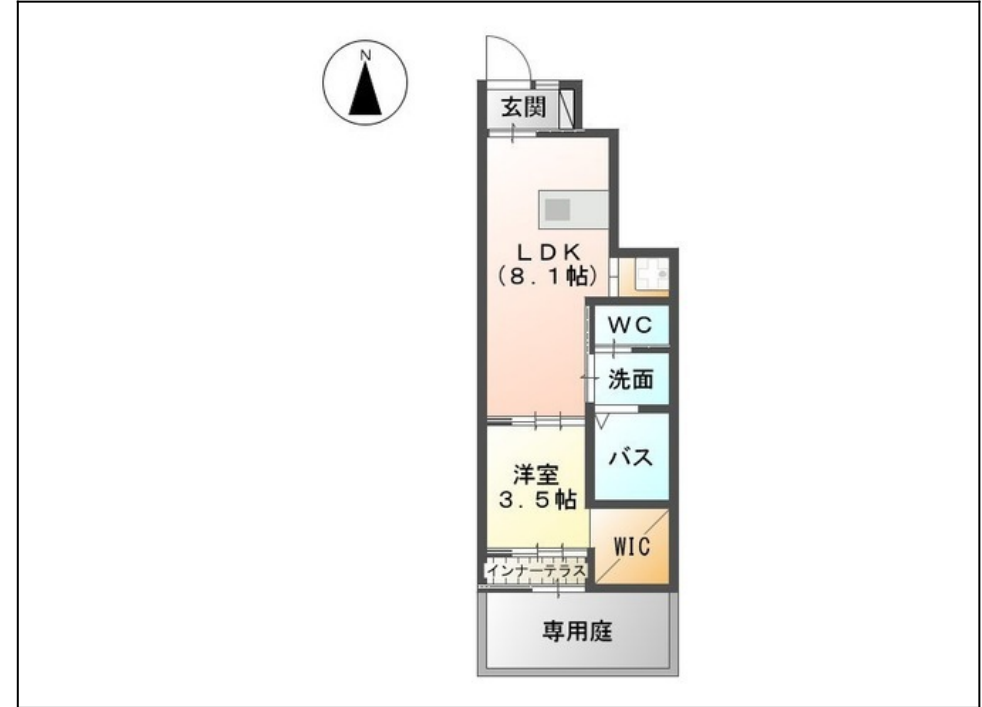 N
玄関
LDK
(8.1帖)
WC
洗面
バス
洋室
3.5帖
WIC
インナーテラス
専用庭